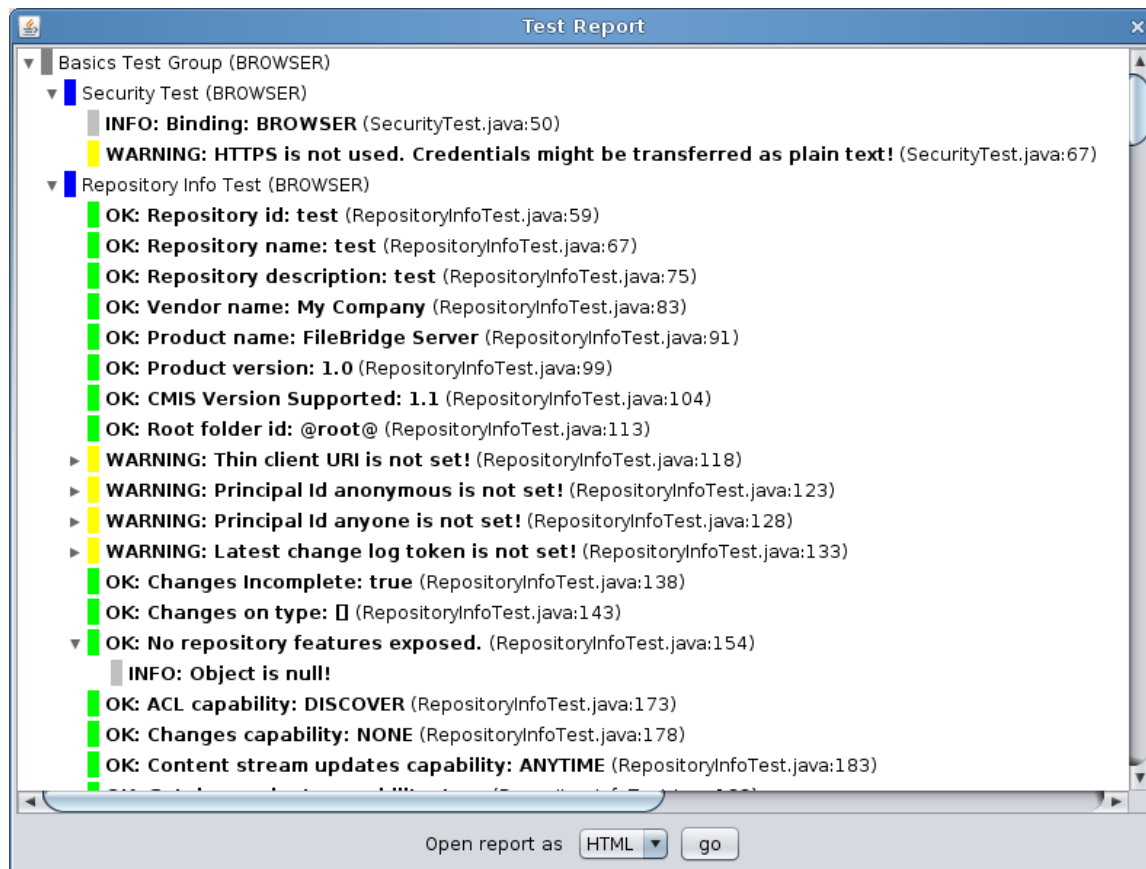 Test Report
Basics Test Group (BROWSER)
Security Test (BROWSER)
INFO: Binding: BROWSER (SecurityTest.java:50)
WARNING: HTTPS is not used. Credentials might be transferred as plain text! (SecurityTest.java:67)
Repository Info Test (BROWSER)
OK: Repository id: test (RepositoryInfoTest.java:59)
OK: Repository name: test (RepositoryInfoTest.java:67)
OK: Repository description: test (RepositoryInfoTest.java:75)
OK: Vendor name: My Company (RepositoryInfoTest.java:83)
OK: Product name: FileBridge Server (RepositoryInfoTest.java:91)
OK: Product version: 1.0 (RepositoryInfoTest.java:99)
OK: CMIS Version Supported: 1.1 (RepositoryInfoTest.java:104)
OK: Root folder id: @root@ (RepositoryInfoTest.java:113)
WARNING: Thin client URI is not set! (RepositoryInfoTest.java:118)
WARNING: Principal Id anonymous is not set! (RepositoryInfoTest.java:123)
WARNING: Principal Id anyone is not set! (RepositoryInfoTest.java:128)
WARNING: Latest change log token is not set! (RepositoryInfoTest.java:133)
OK: Changes Incomplete: true (RepositoryInfoTest.java:138)
OK: Changes on type: [] (RepositoryInfoTest.java:143)
OK: No repository features exposed. (RepositoryInfoTest.java:154)
INFO: Object is null!
OK: ACL capability: DISCOVER (RepositoryInfoTest.java:173)
OK: Changes capability: NONE (RepositoryInfoTest.java:178)
OK: Content stream updates capability: ANYTIME (RepositoryInfoTest.java:183)
Open report as HTML go